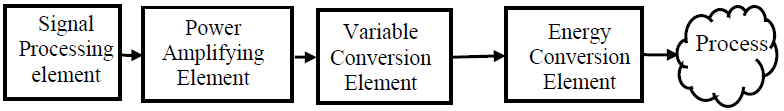 Signal
Processing
element
Power
Amplifying
Element
Variable
Conversion
Element
Energy
Conversion
Element
Process